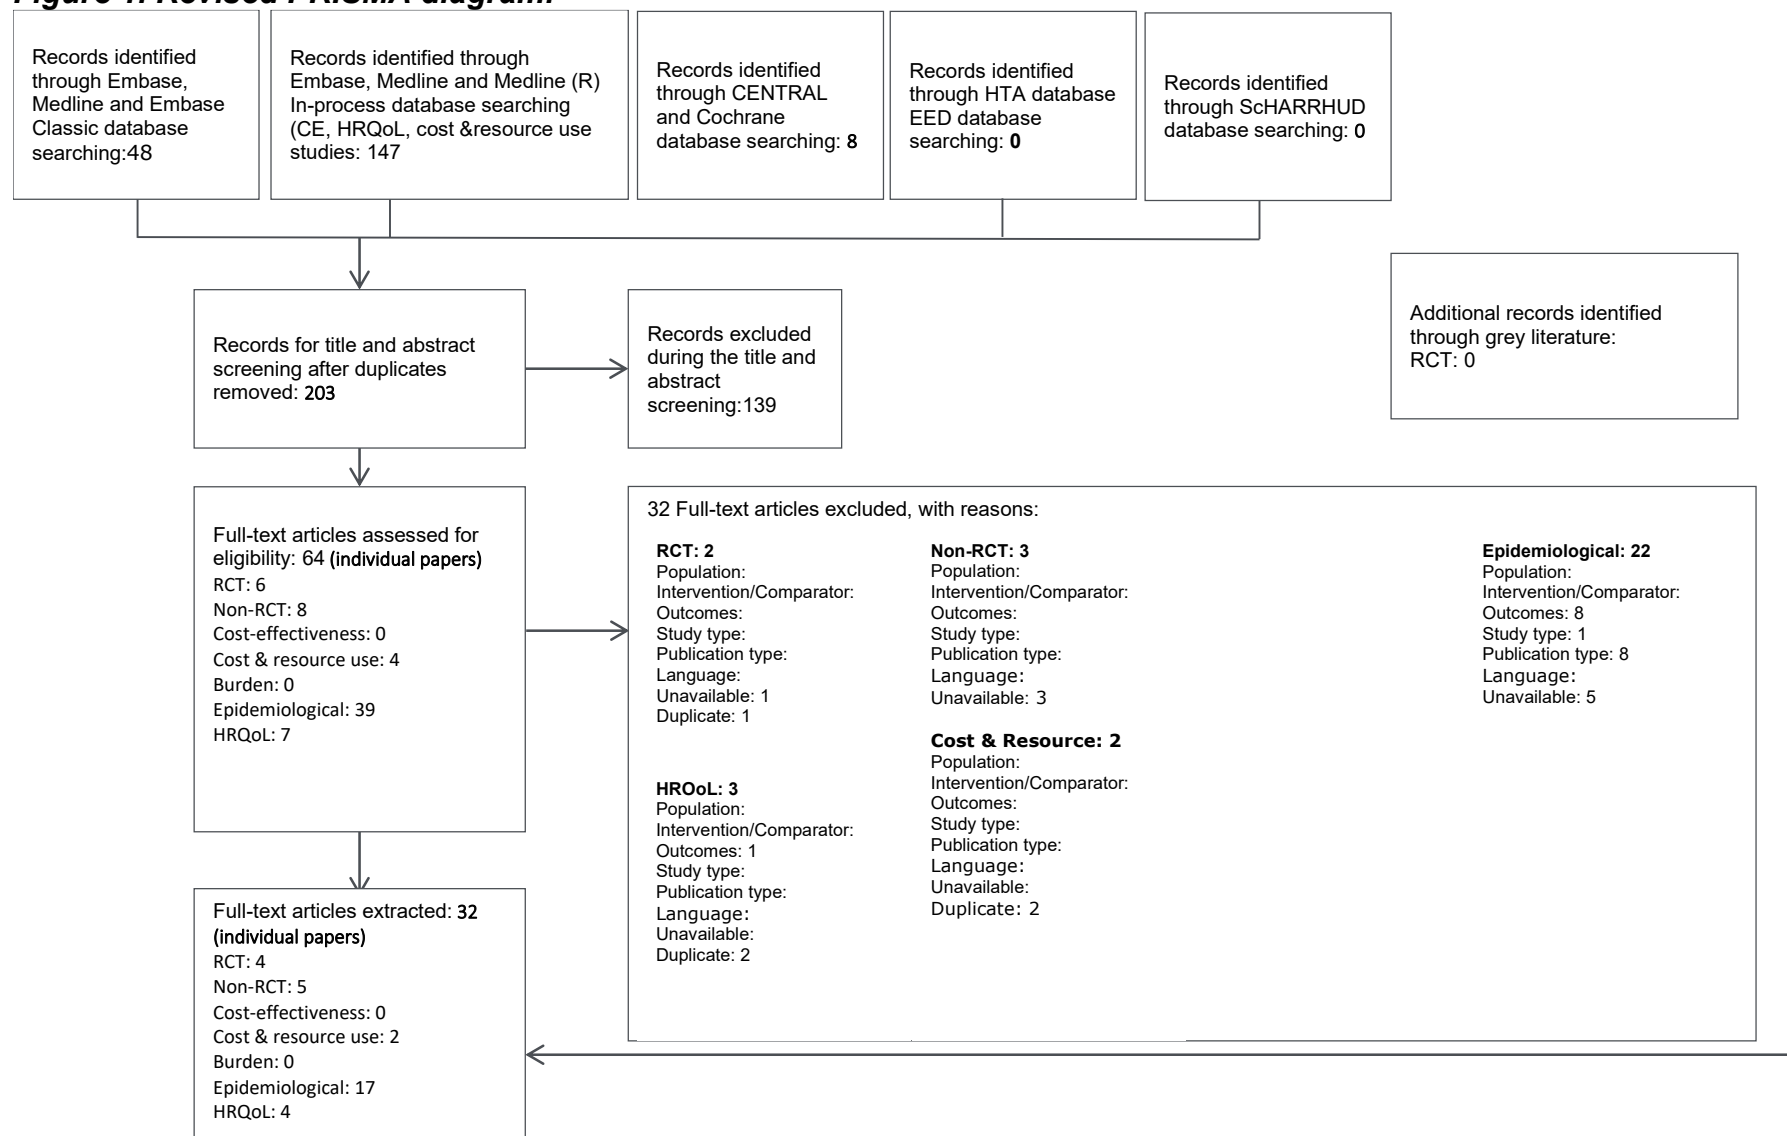 Figure 1. Revised PRISMA diagram.
Records identified
through Embase,
Medline and Embase
Classic database
searching:48
Records identified through
Embase, Medline and Medline (R)
In-process database searching
(CE, HRQoL, cost &resource use
studies: 147
Records identified
through CENTRAL
and Cochrane
database searching: 8
Records identified
through HTA database
EED database
searching: 0
Records identified
through ScHARRHUD
database searching: 0
Additional records identified
through grey literature:
RCT: 0
Records for title and abstract
screening after duplicates
removed: 203
Records excluded
during the title and
abstract
screening:139
Full-text articles assessed for
eligibility: 64 (individual papers)
RCT: 6
Non-RCT: 8
Cost-effectiveness: 0
Cost & resource use: 4
Burden: 0
Epidemiological: 39
HRQoL: 7
32 Full-text articles excluded, with reasons:
RCT: 2
Population:
Intervention/Comparator:
Outcomes:
Study type:
Publication type:
Language:
Unavailable: 1
Duplicate: 1
HROoL: 3
Population:
Intervention/Comparator:
Outcomes: 1
Study type:
Publication type:
Language:
Unavailable:
Duplicate: 2
Non-RCT: 3
Population:
Intervention/Comparator:
Outcomes:
Study type:
Publication type:
Language:
Unavailable: 3
Cost & Resource: 2
Population:
Intervention/Comparator:
Outcomes:
Study type:
Publication type:
Language:
Unavailable:
Duplicate: 2
Epidemiological: 22
Population:
Intervention/Comparator:
Outcomes: 8
Study type: 1
Publication type: 8
Language:
Unavailable: 5
Full-text articles extracted: 32
(individual papers)
RCT: 4
Non-RCT: 5
Cost-effectiveness: 0
Cost & resource use: 2
Burden: 0
Epidemiological: 17
HRQoL: 4